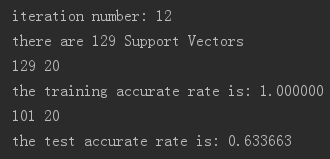 iteration number: 12
there are 129 Support Vectors
129 20
the training accurate rate is: 1.000000
101 20
the test accurate rate is: 0.633663